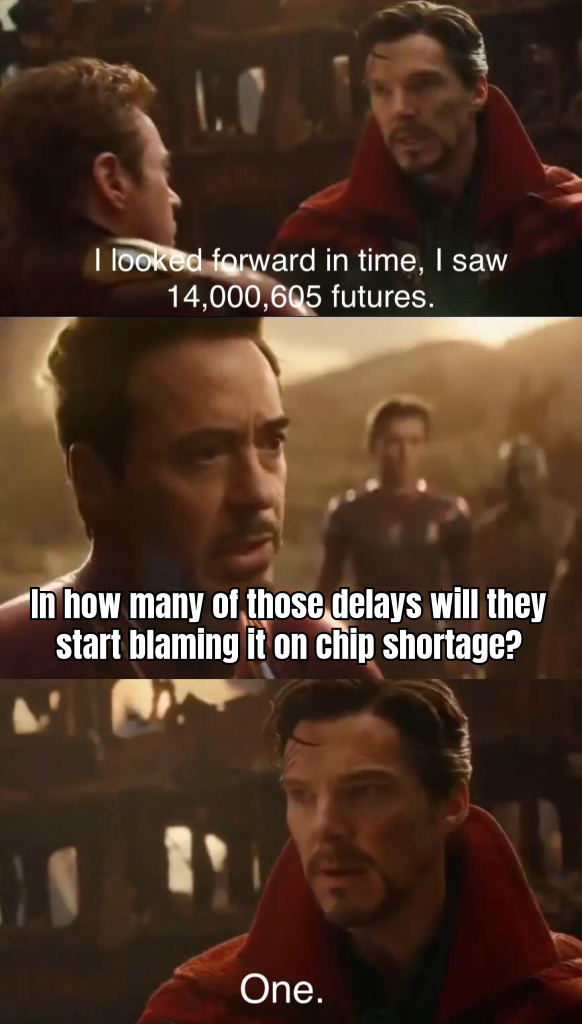 I looked forward in time, I saw
14,000,605 futures.
In how many of those delays will they
start blaming it on chip shortage?
One.